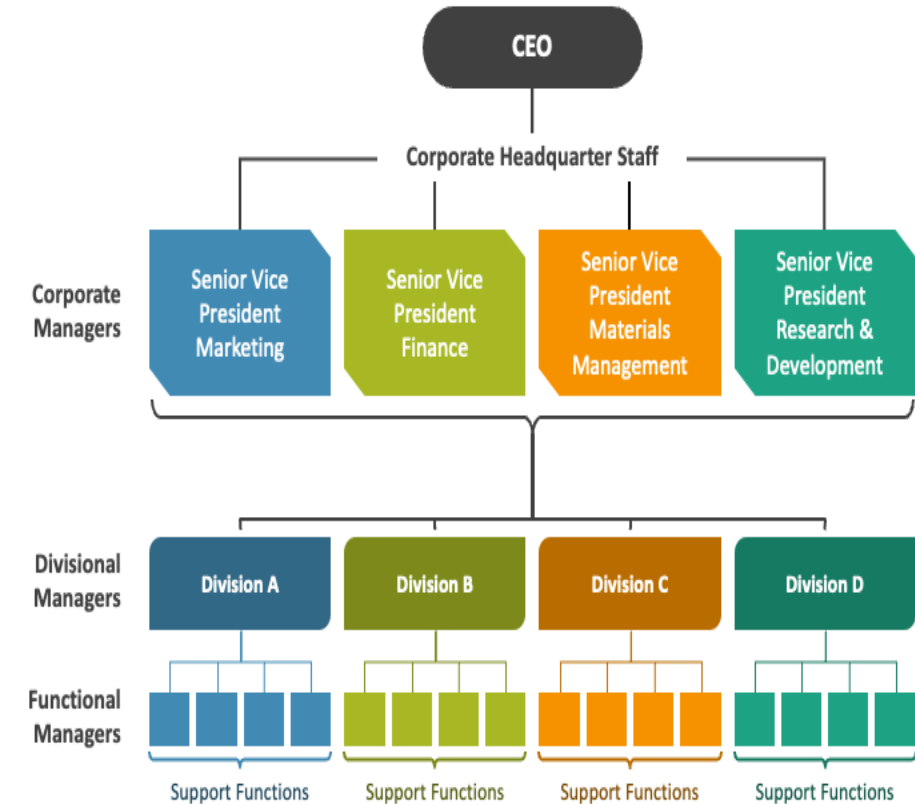 CEO
Corporate Headquarter Staff
Corporate
Managers
Senior Vice
President
Marketing
Senior Vice
President
Finance
Senior Vice
President
Materials
Management
Senior Vice
President
Research &
Development
Divisional
Managers
Division A
Division B
Division C
Division D
Functional
Managers
Support Functions
Support Functions
Support Functions
Support Functions